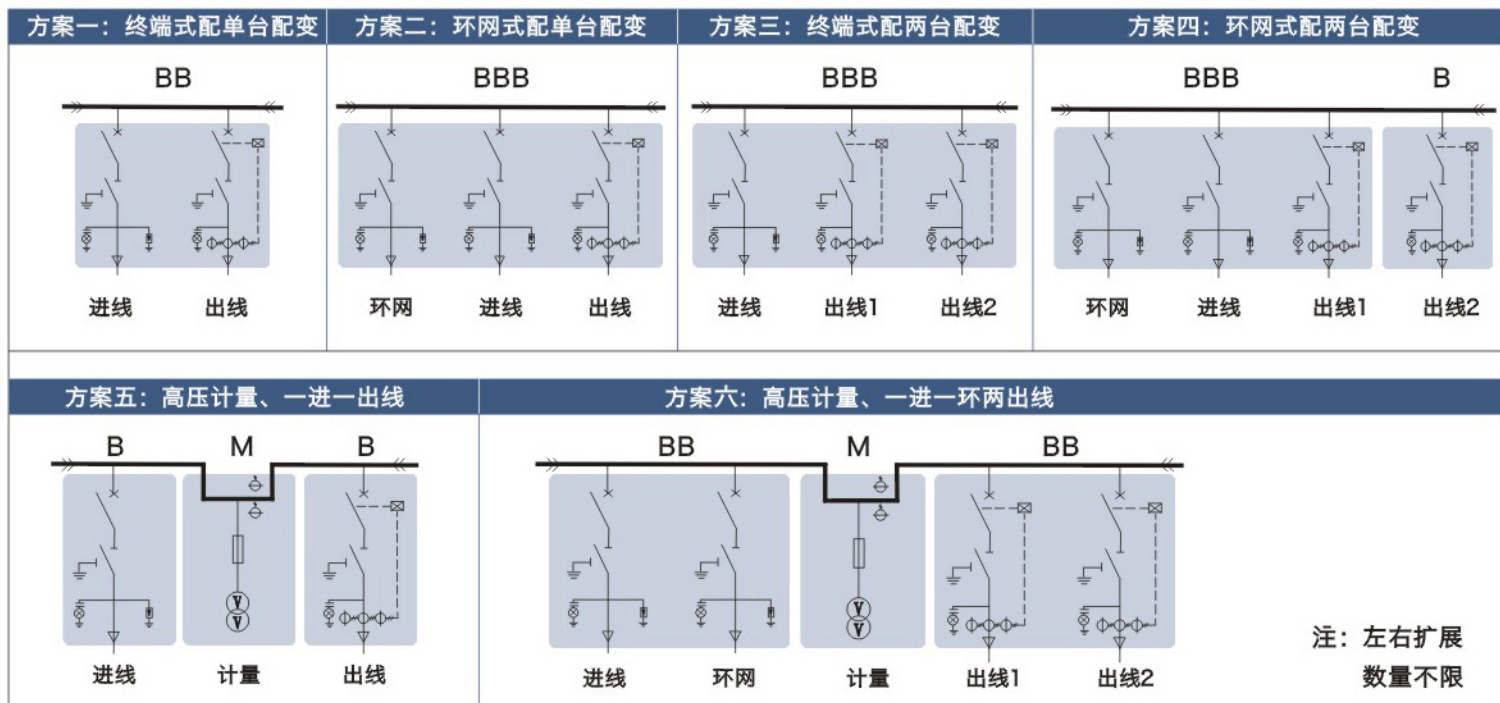 方案一：终端式配单台配变
方案二：环网式配单台配变
方案三：终端式配两台配变
方案四：环网式配两台配变
BB
BBB
BBB
BBB
B
进线
出线
环网
进线
出线
进线
出线1
出线2
环网
进线
出线1
出线2
方案五：高压计量、一进一出线
方案六：高压计量、一进一环两出线
B
M
B
BB
M
BB
V
V
V
V
进线
计量
出线
进线
环网
计量
出线1
出线2
注：左右扩展
数量不限